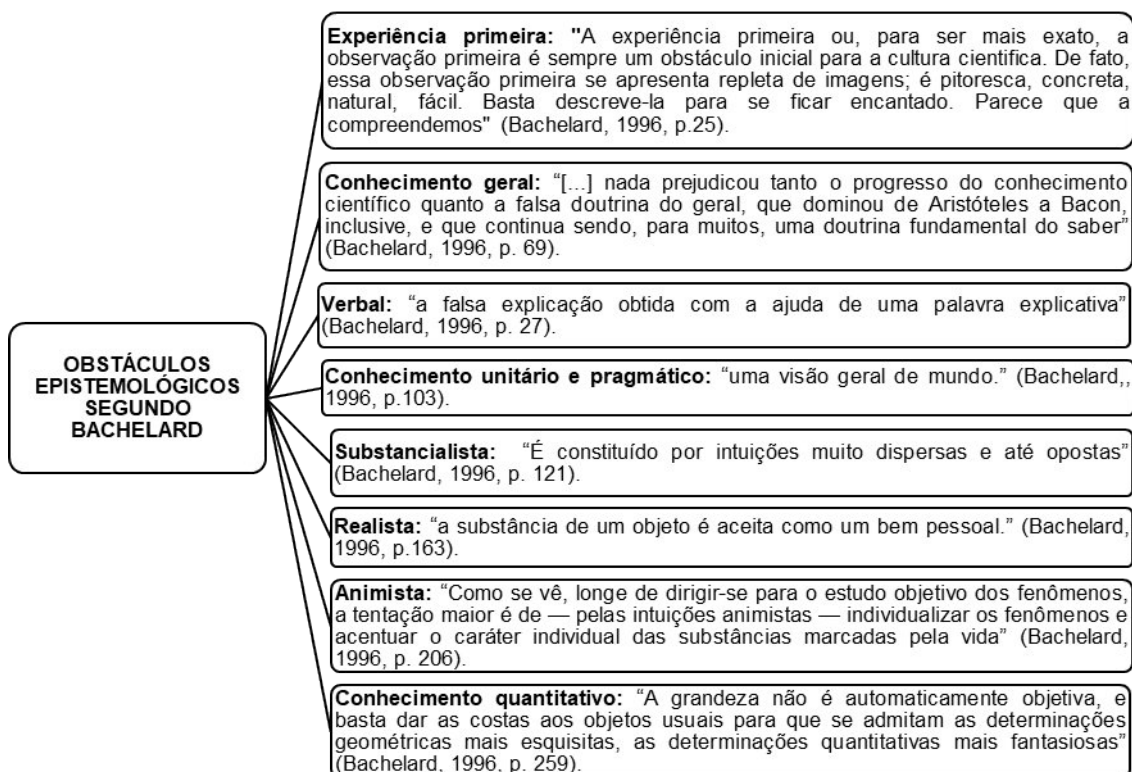 OBSTÁCULOS
EPISTEMOLÓGICOS
SEGUNDO
BACHELARD
Experiência primeira: "A experiência primeira ou, para ser mais exato, a
observação primeira é sempre um obstáculo inicial para a cultura cientifica. De fato,
essa observação primeira se apresenta repleta de imagens; é pitoresca, concreta,
natural, fácil. Basta descreve-la para se ficar encantado. Parece que a
compreendemos" (Bachelard, 1996, p.25).
Conhecimento geral: “[...] nada prejudicou tanto o progresso do conhecimento
científico quanto a falsa doutrina do geral, que dominou de Aristóteles a Bacon,
inclusive, e que continua sendo, para muitos, uma doutrina fundamental do saber”
(Bachelard, 1996, p. 69).
Verbal: “a falsa explicação obtida com a ajuda de uma palavra explicativa”
(Bachelard, 1996, p. 27).
Conhecimento unitário e pragmático: “uma visão geral de mundo.” (Bachelard,,
1996, p.103).
Substancialista: “É constituído por intuições muito dispersas e até opostas”
(Bachelard, 1996, p. 121).
Realista: “a substância de um objeto é aceita como um bem pessoal.” (Bachelard,
1996, p.163).
Animista: “Como se vê, longe de dirigir-se para o estudo objetivo dos fenômenos,
a tentação maior é de — pelas intuições animistas — individualizar os fenômenos e
acentuar o caráter individual das substâncias marcadas pela vida” (Bachelard,
1996, p. 206).
Conhecimento quantitativo: “A grandeza não é automaticamente objetiva, e
basta dar as costas aos objetos usuais para que se admitam as determinações
geométricas mais esquisitas, as determinações quantitativas mais fantasiosas”
(Bachelard, 1996, p. 259).